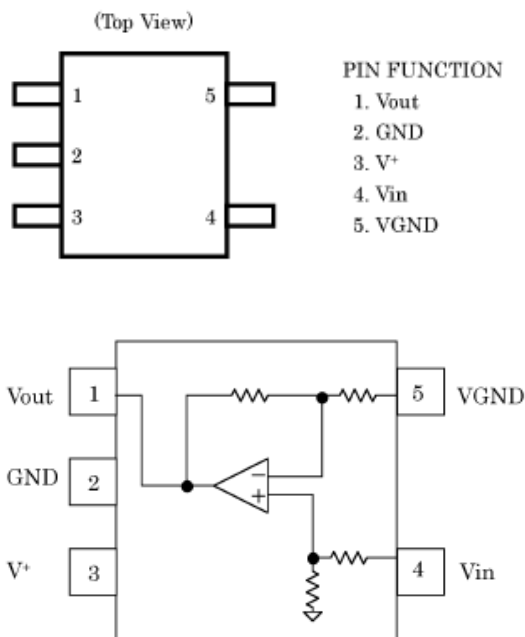 (Top View)
1
5
2
3
4
PIN FUNCTION
1. Vout
2. GND
3. V⁺
4. Vin
5. VGND
Vout 1
5 VGND
GND 2
V⁺ 3
4 Vin
−
+